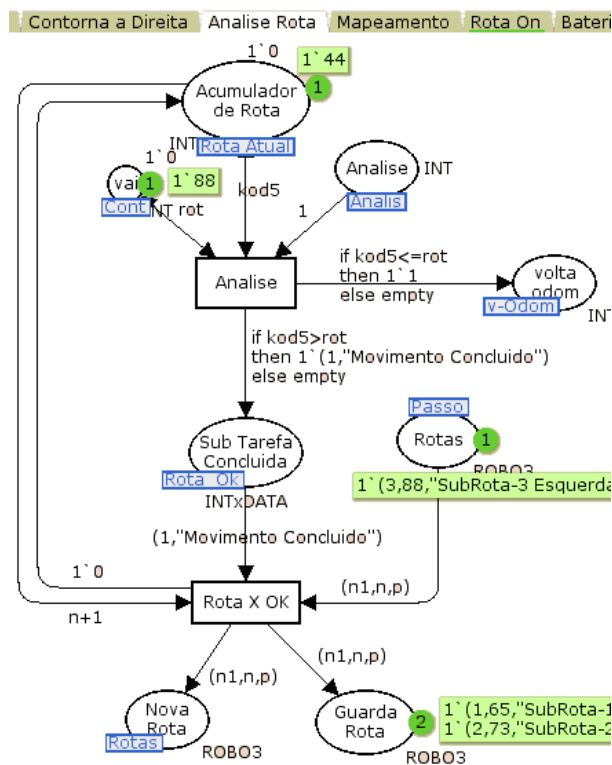 Contorna a Direita Analise Rota Mapeamento Rota On Bateri
1`0
1`44
Acumulador
de Rota
1
INT
Rota Atual
1`0
vai
1
1`88
Cont
INT
rot
kod5
Analise
INT
Analis
1
Analise
if kod5<=rot
then 1`1
else empty
volta
odom
v-Odom
INT
if kod5>rot
then 1`(1,"Movimento Concluido")
else empty
Sub Tarefa
Concluida
Rota Ok
INTxDATA
Passo
Rotas
1
ROBO3
1`(3,88,"SubRota-3 Esquerda
(1,"Movimento Concluido")
1`0
n+1
Rota X OK
(n1,n,p)
(n1,n,p)
(n1,n,p)
Nova
Rota
Rotas
ROBO3
Guarda
Rota
2
ROBO3
1`(1,65,"SubRota-1
1`(2,73,"SubRota-2